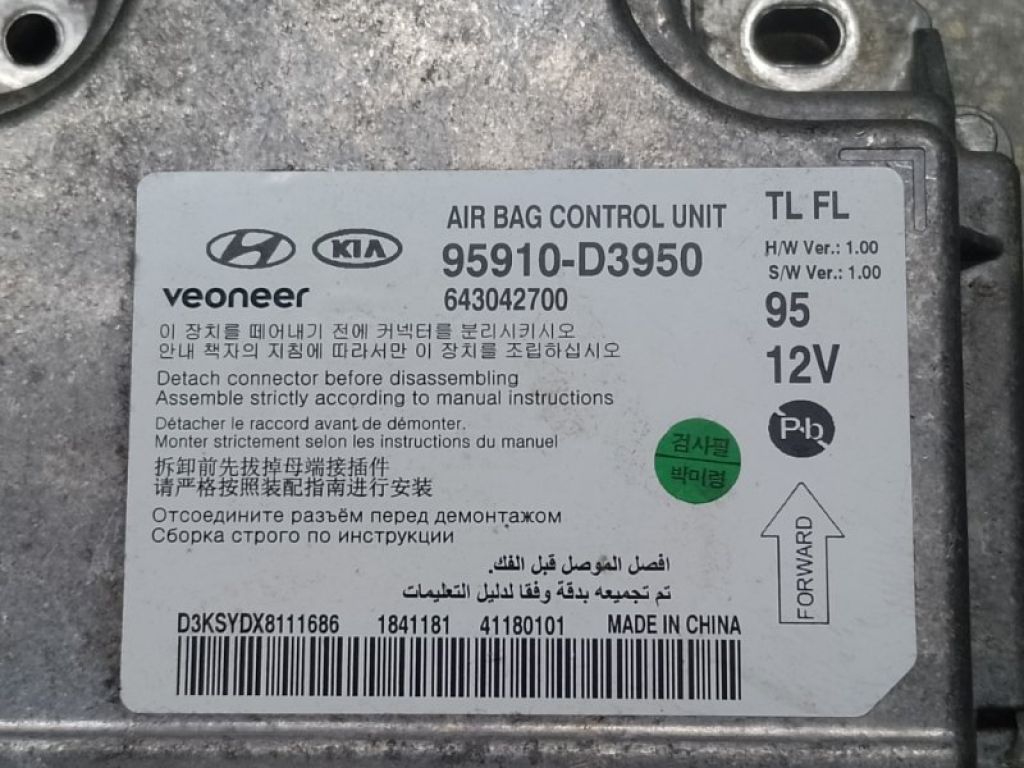 AIR BAG CONTROL UNIT
TL FL
KIA
95910-D3950
H/W Ver.: 1.00
S/W Ver.: 1.00
veoneer
643042700
95
12V
이 장치를 떼어내기 전에 커넥터를 분리시키시오
안내 책자의 지침에 따라서만 이 장치를 조립하십시오
Detach connector before disassembling
Assemble strictly according to manual instructions
Détacher le raccord avant de démonter.
Monter strictement selon les instructions du manuel
拆卸前先拔掉母端接插件
请严格按照装配指南进行安装
Отсоедините разъём перед демонтажом
Сборка строго по инструкции
افصل الموصل قبل الفك.
تم تجميعه بدقة وفقا لدليل التعليمات
Pb
검사필
박미령
FORWARD
D3KSYDX8111686 1841181 41180101 MADE IN CHINA